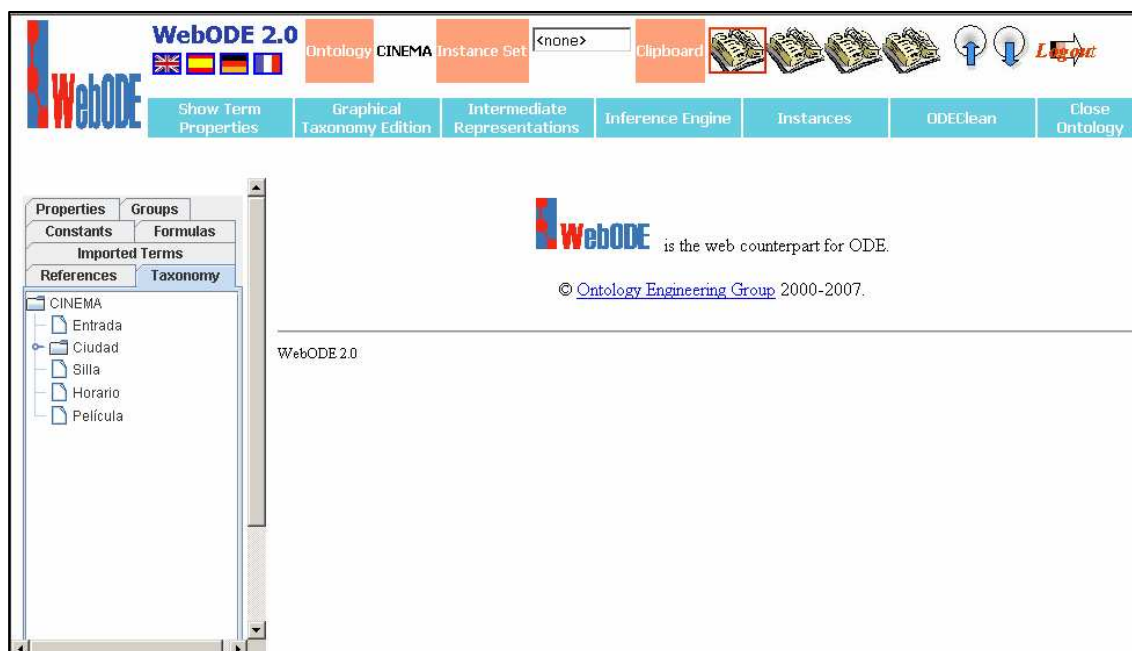 WebODE 2.0
Ontology CINEMA Instance Set <none> Clipboard Logout
WebODE
Show Term Properties
Graphical Taxonomy Edition
Intermediate Representations
Inference Engine
Instances
ODEClean
Close Ontology
Properties Groups
Constants Formulas
Imported Terms
References Taxonomy
CINEMA
Entrada
Ciudad
Silla
Horario
Película
WebODE is the web counterpart for ODE.
© Ontology Engineering Group 2000-2007.
WebODE 2.0